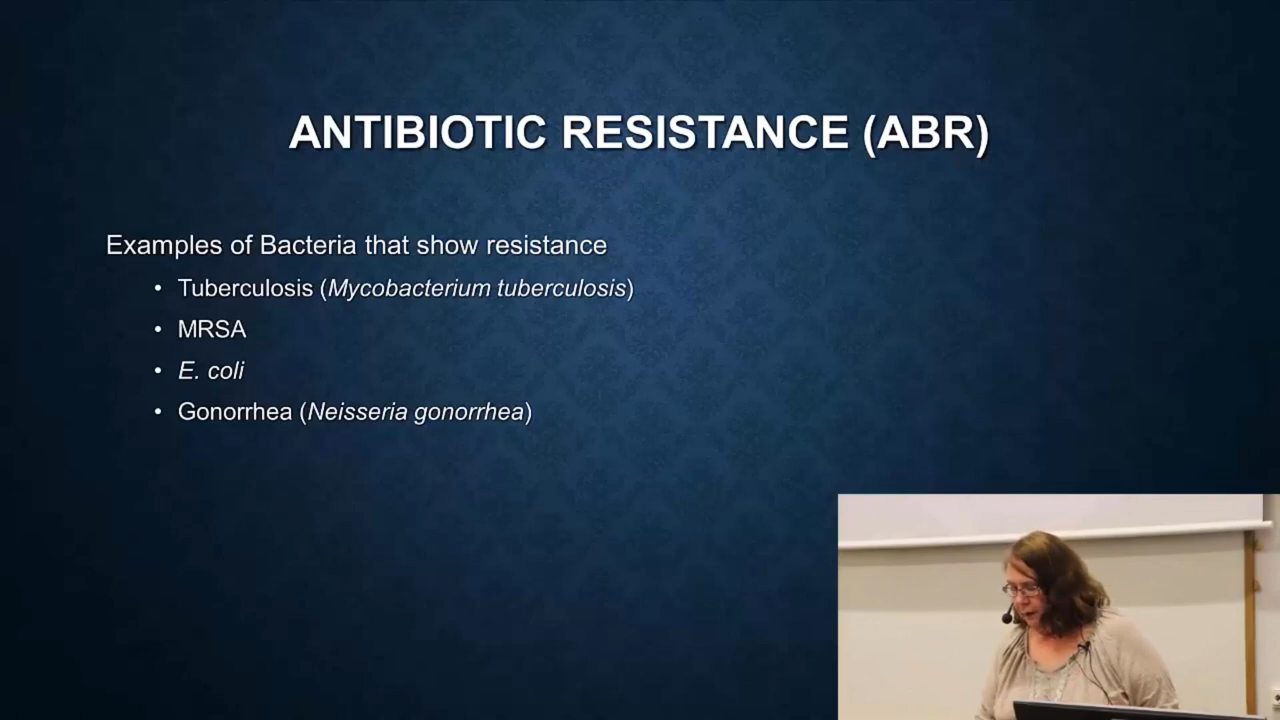 ANTIBIOTIC RESISTANCE (ABR)
Examples of Bacteria that show resistance
• Tuberculosis (Mycobacterium tuberculosis)
• MRSA
• E. coli
• Gonorrhea (Neisseria gonorrhea)